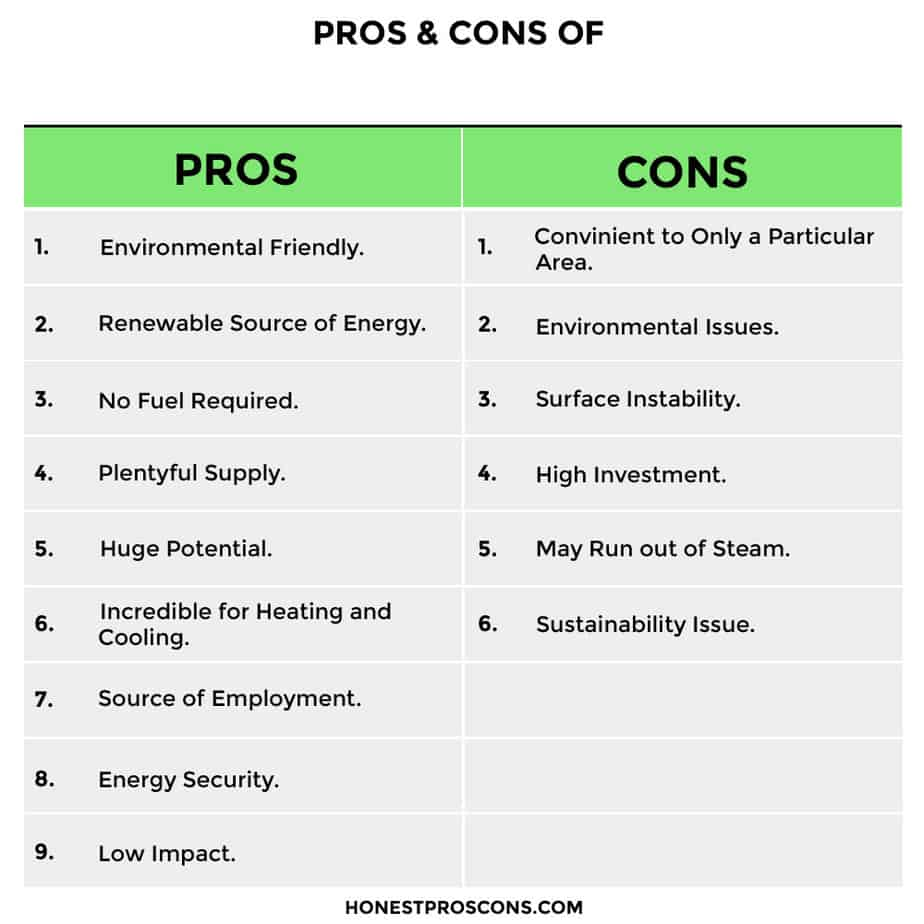 PROS & CONS OF
PROS
CONS
1.
Environmental Friendly.
1.
Convinient to Only a Particular
Area.
2.
Renewable Source of Energy.
2.
Environmental Issues.
3.
No Fuel Required.
3.
Surface Instability.
4.
Plentyful Supply.
4.
High Investment.
5.
Huge Potential.
5.
May Run out of Steam.
6.
Incredible for Heating and
Cooling.
6.
Sustainability Issue.
7.
Source of Employment.
8.
Energy Security.
9.
Low Impact.
HONESTPROSCONS.COM